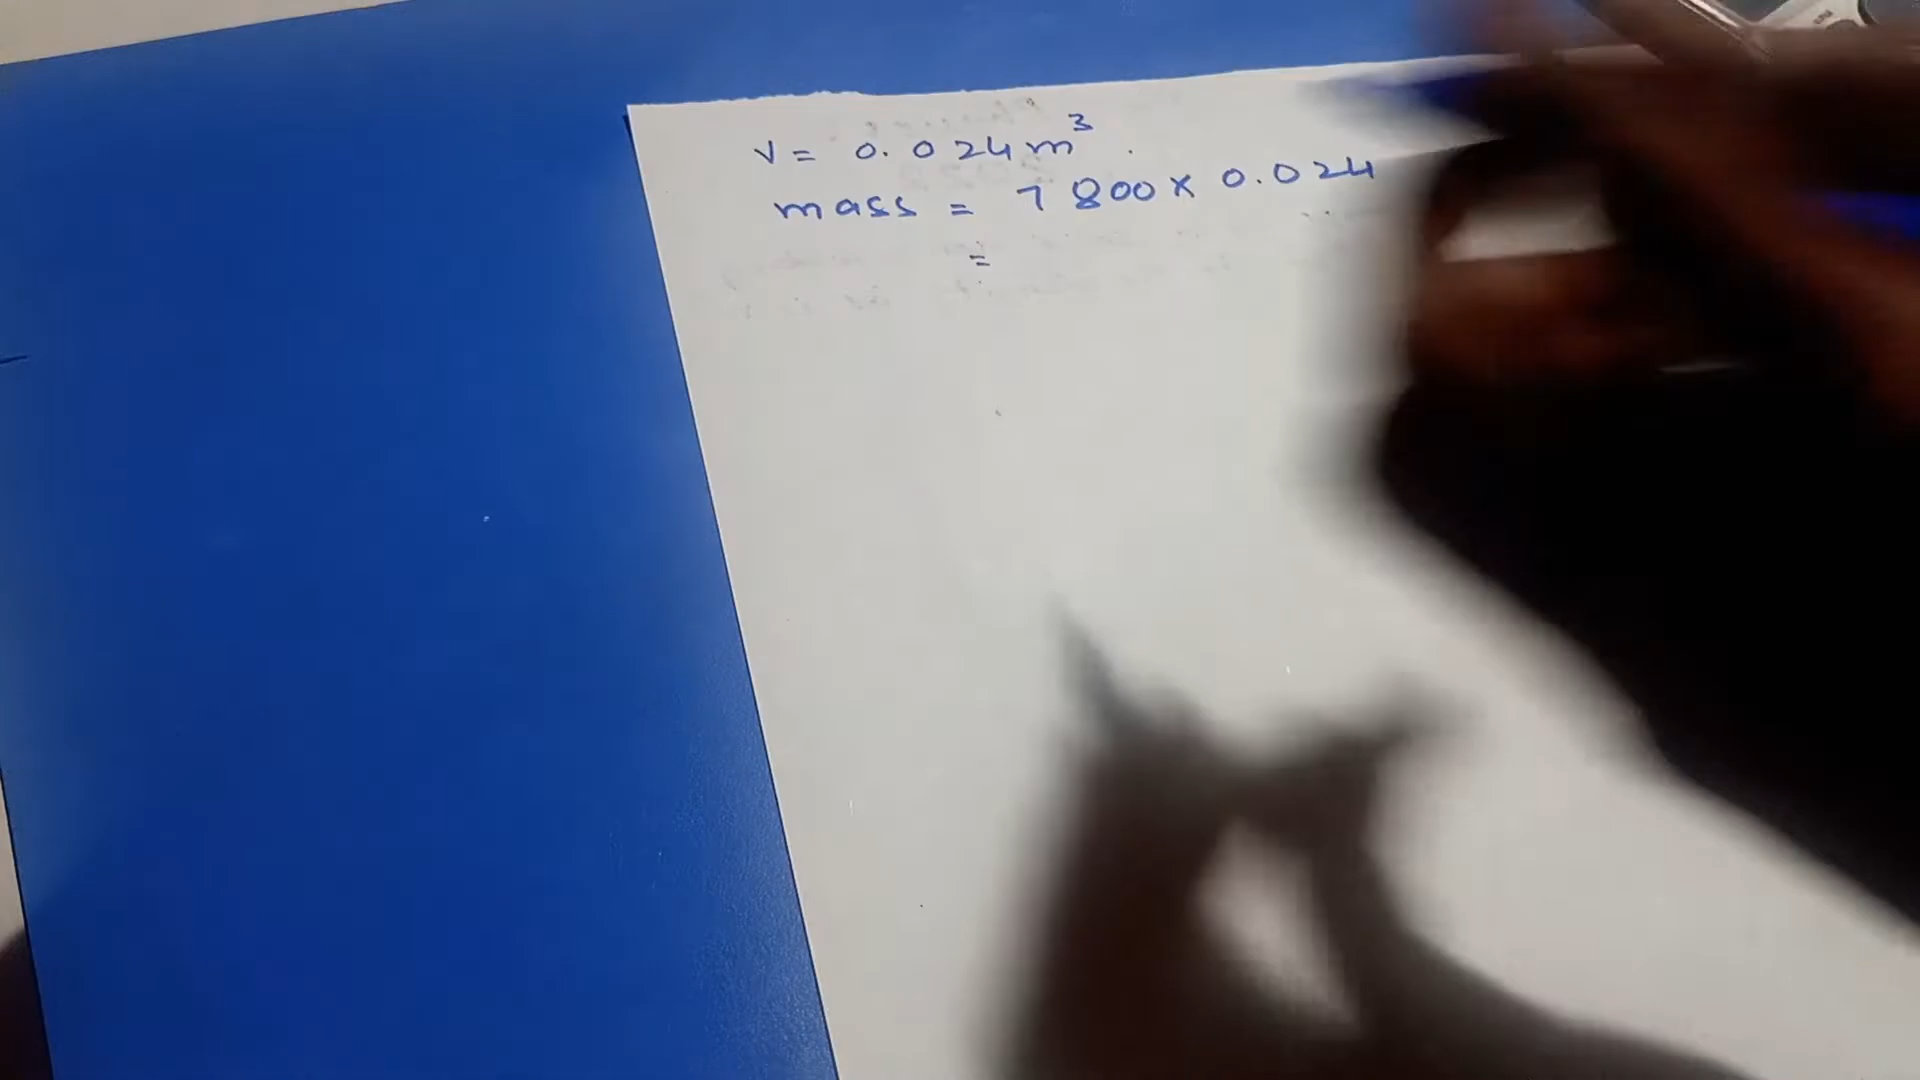 V = 0.024 m³.
mass = 7800 × 0.024
=